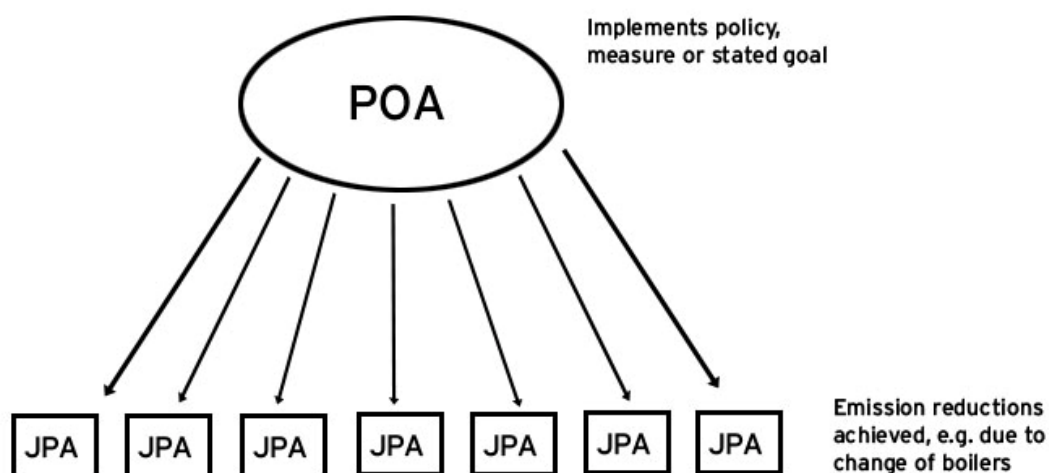 Implements policy,
measure or stated goal
POA
JPA JPA JPA JPA JPA JPA JPA
Emission reductions
achieved, e.g. due to
change of boilers